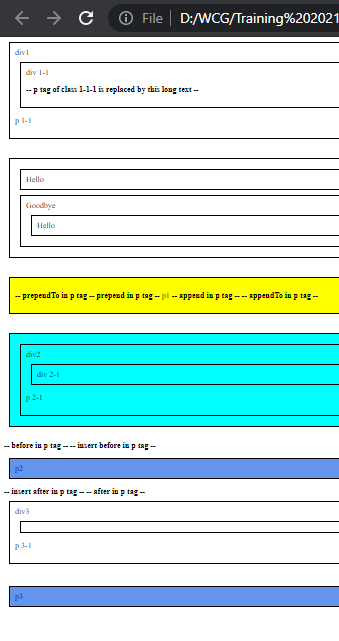 File | D:/WCG/Training%202021
div1
div 1-1
-- p tag of class 1-1-1 is replaced by this long text --
p 1-1
Hello
Goodbye
Hello
-- prependTo in p tag -- prepend in p tag -- p1 -- append in p tag -- -- appendTo in p tag --
div2
div 2-1
p 2-1
-- before in p tag -- -- insert before in p tag --
p2
-- insert after in p tag -- -- after in p tag --
div3
p 3-1
p3